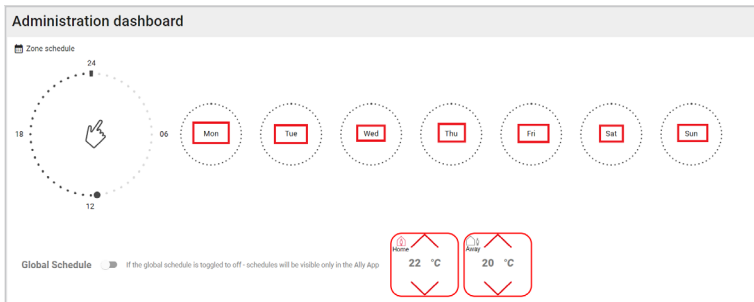 Administration dashboard
Zone schedule
24
18
06
12
Mon
Tue
Wed
Thu
Fri
Sat
Sun
Global Schedule
If the global schedule is toggled to off - schedules will be visible only in the Ally App
Home
22 °C
Away
20 °C